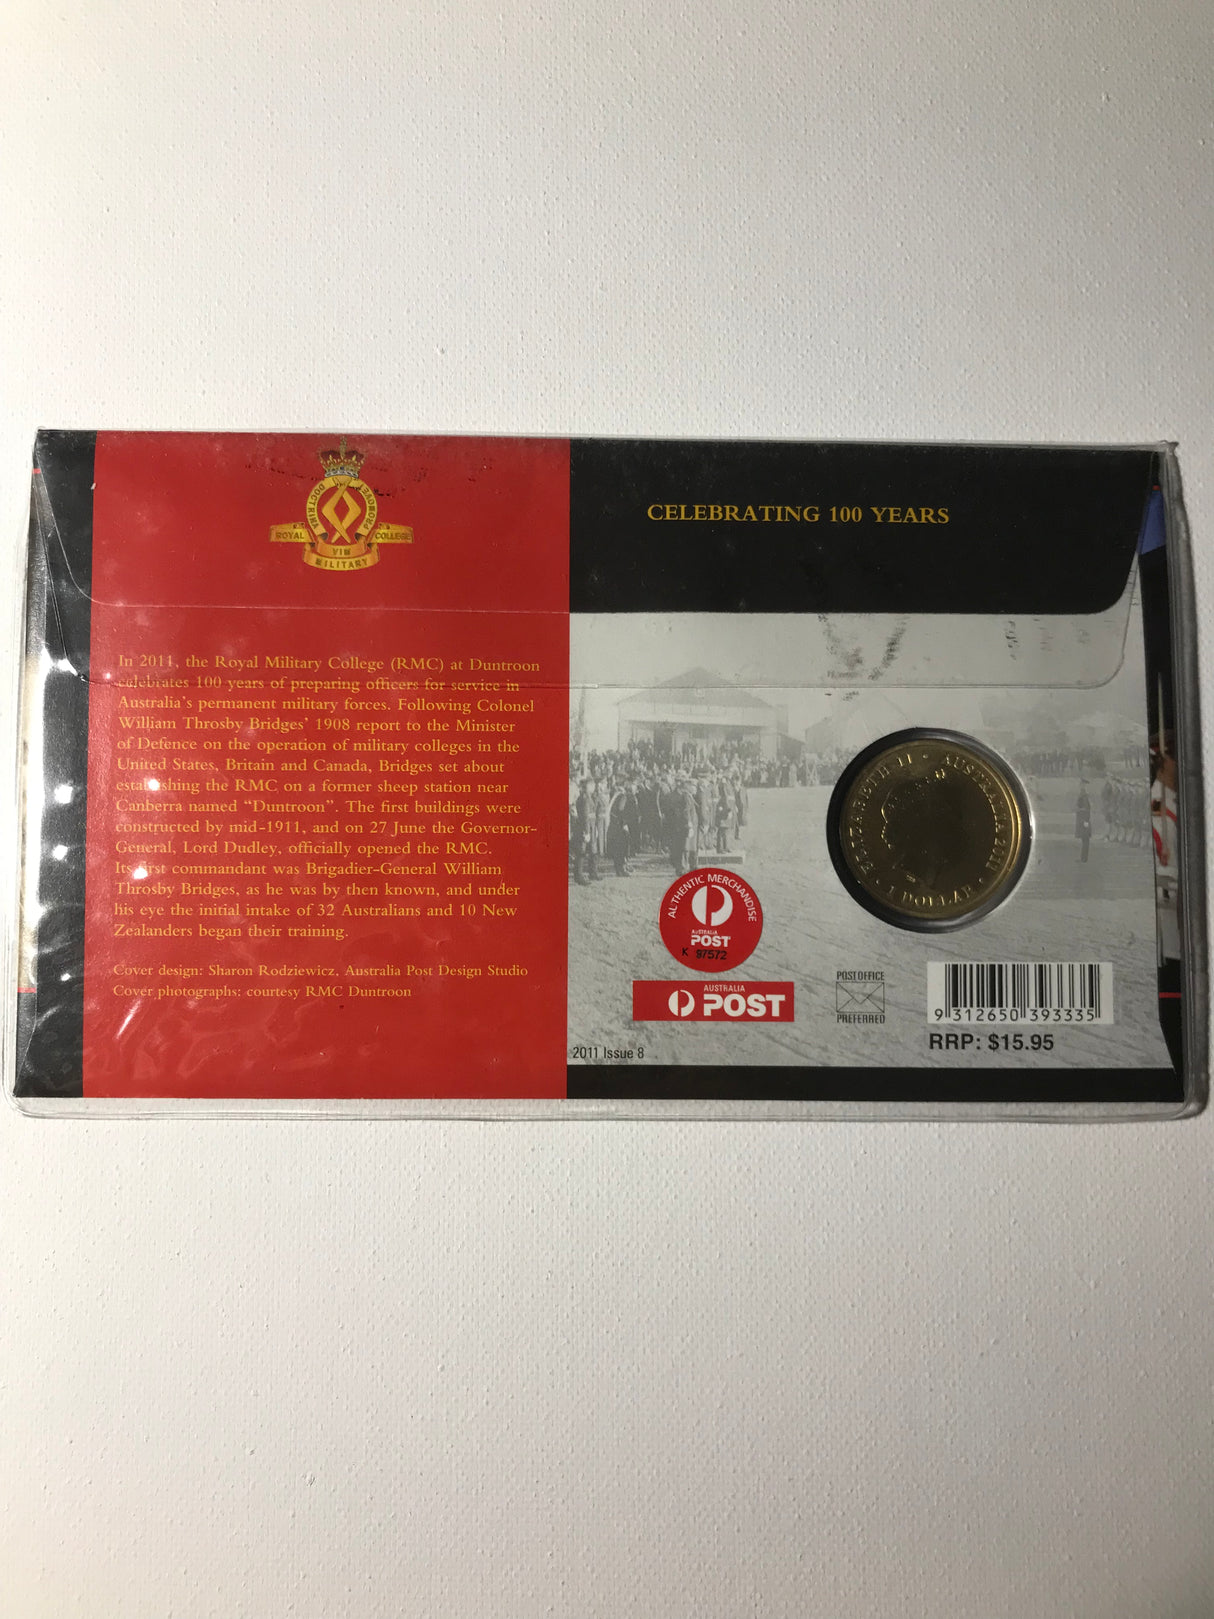 DOCTRINA
PROMOVET
ROYAL
COLLEGE
VIM
MILITARY
CELEBRATING 100 YEARS
In 2011, the Royal Military College (RMC) at Duntroon
celebrates 100 years of preparing officers for service in
Australia's permanent military forces. Following Colonel
William Throsby Bridges' 1908 report to the Minister
of Defence on the operation of military colleges in the
United States, Britain and Canada, Bridges set about
establishing the RMC on a former sheep station near
Canberra named “Duntroon”. The first buildings were
constructed by mid-1911, and on 27 June the Governor-
General, Lord Dudley, officially opened the RMC.
Its first commandant was Brigadier-General William
Throsby Bridges, as he was by then known, and under
his eye the initial intake of 32 Australians and 10 New
Zealanders began their training.
Cover design: Sharon Rodziewicz, Australia Post Design Studio
Cover photographs: courtesy RMC Duntroon
ELIZABETH II • AUSTRALIA 2011
• 1 DOLLAR •
AUTHENTIC MERCHANDISE
AUSTRALIA
POST
K 97572
AUSTRALIA
POST
POST OFFICE
PREFERRED
9 312650 393335
RRP: $15.95
2011 Issue 8